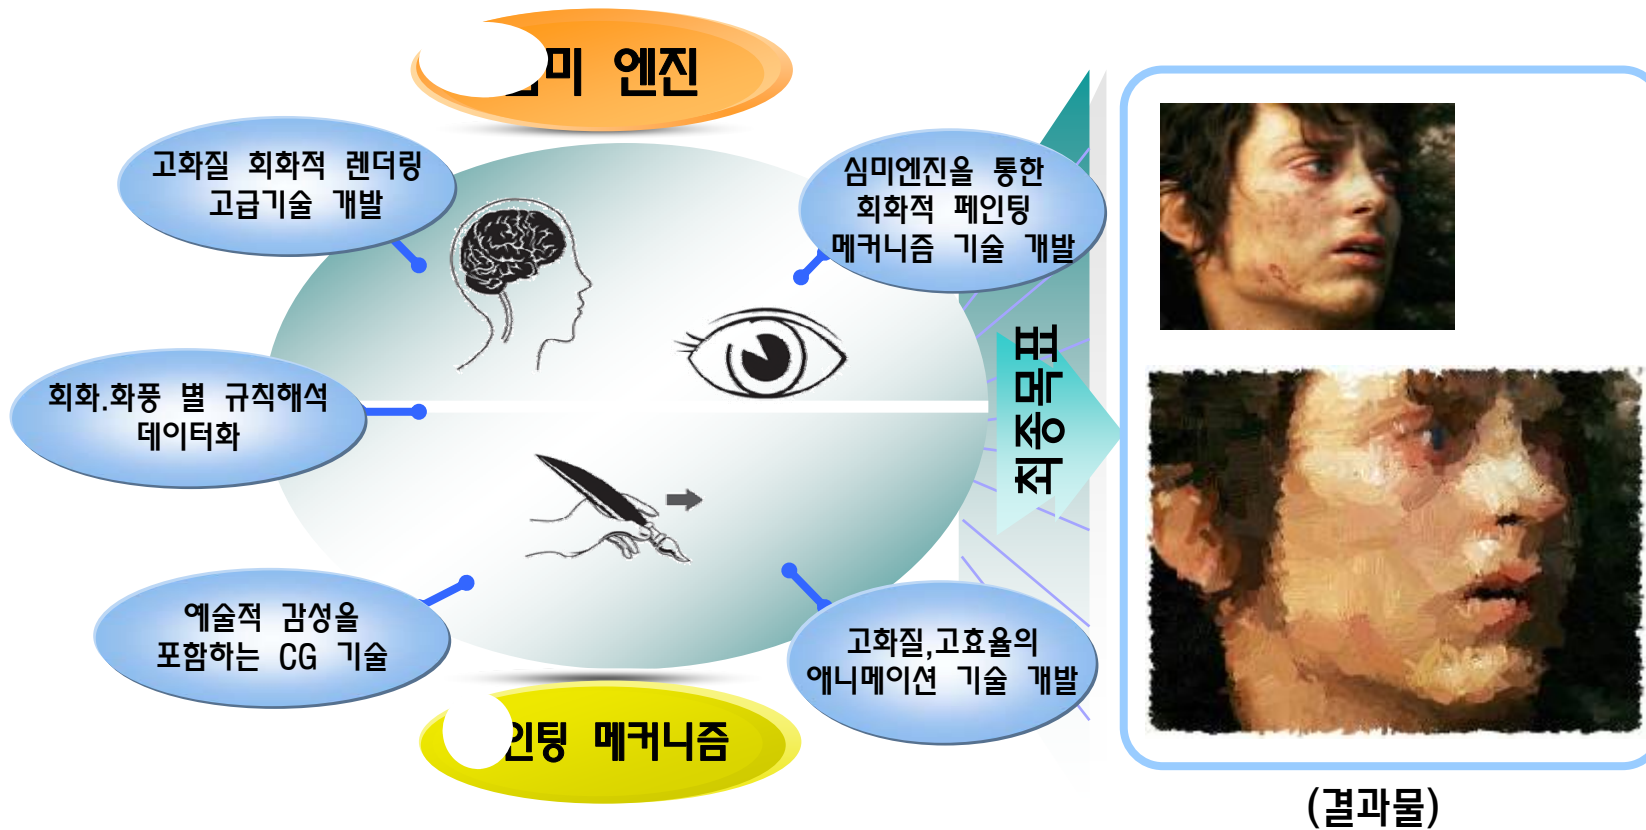 엔진
고화질 회화적 렌더링
고급기술 개발
심미엔진을 통한
회화적 페인팅
메커니즘 기술 개발
회화.화풍 별 규칙해석
데이터화
최종목표
예술적 감성을
포함하는 CG 기술
고화질,고효율의
애니메이션 기술 개발
메커니즘
(결과물)